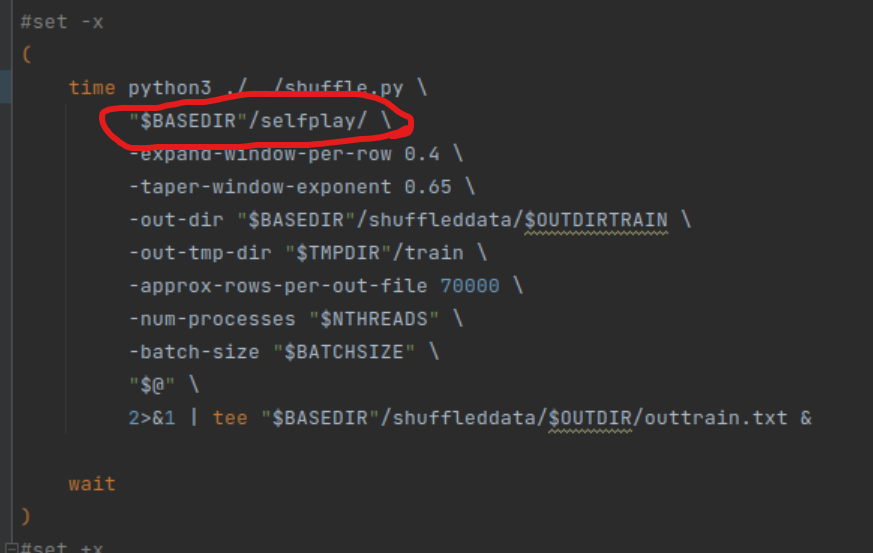 #set -x
(
time python3 ./ /shuffle.py \
"$BASEDIR"/selfplay/ \
-expand-window-per-row 0.4 \
-taper-window-exponent 0.65 \
-out-dir "$BASEDIR"/shuffleddata/$OUTDIRTRAIN \
-out-tmp-dir "$TMPDIR"/train \
-approx-rows-per-out-file 70000 \
-num-processes "$NTHREADS" \
-batch-size "$BATCHSIZE" \
"$@" \
2>&1 | tee "$BASEDIR"/shuffleddata/$OUTDIR/outtrain.txt &
wait
)
#set +x